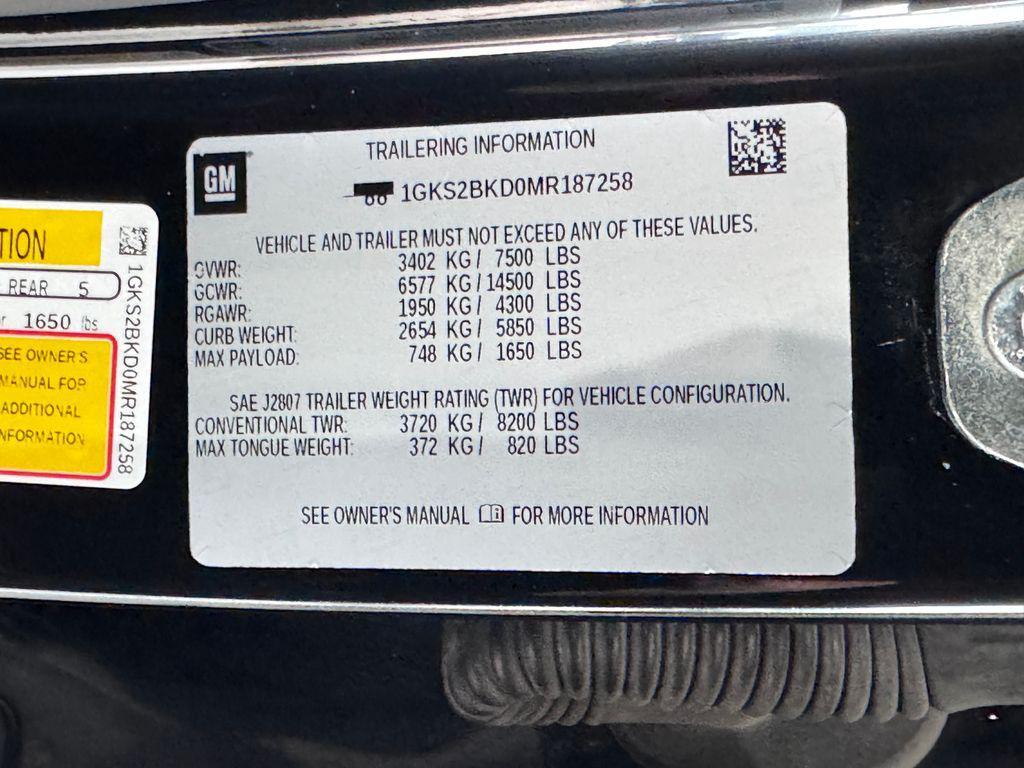 GM
TRAILERING INFORMATION
1GKS2BKD0MR187258
VEHICLE AND TRAILER MUST NOT EXCEED ANY OF THESE VALUES.
GVWR: 3402 KG / 7500 LBS
GCWR: 6577 KG / 14500 LBS
RGAWR: 1950 KG / 4300 LBS
CURB WEIGHT: 2654 KG / 5850 LBS
MAX PAYLOAD: 748 KG / 1650 LBS
SAE J2807 TRAILER WEIGHT RATING (TWR) FOR VEHICLE CONFIGURATION.
CONVENTIONAL TWR: 3720 KG / 8200 LBS
MAX TONGUE WEIGHT: 372 KG / 820 LBS
SEE OWNER'S MANUAL FOR MORE INFORMATION
REAR 5
1650 lbs
SEE OWNER'S
MANUAL FOR
ADDITIONAL
INFORMATION
1GKS2BKD0MR187258